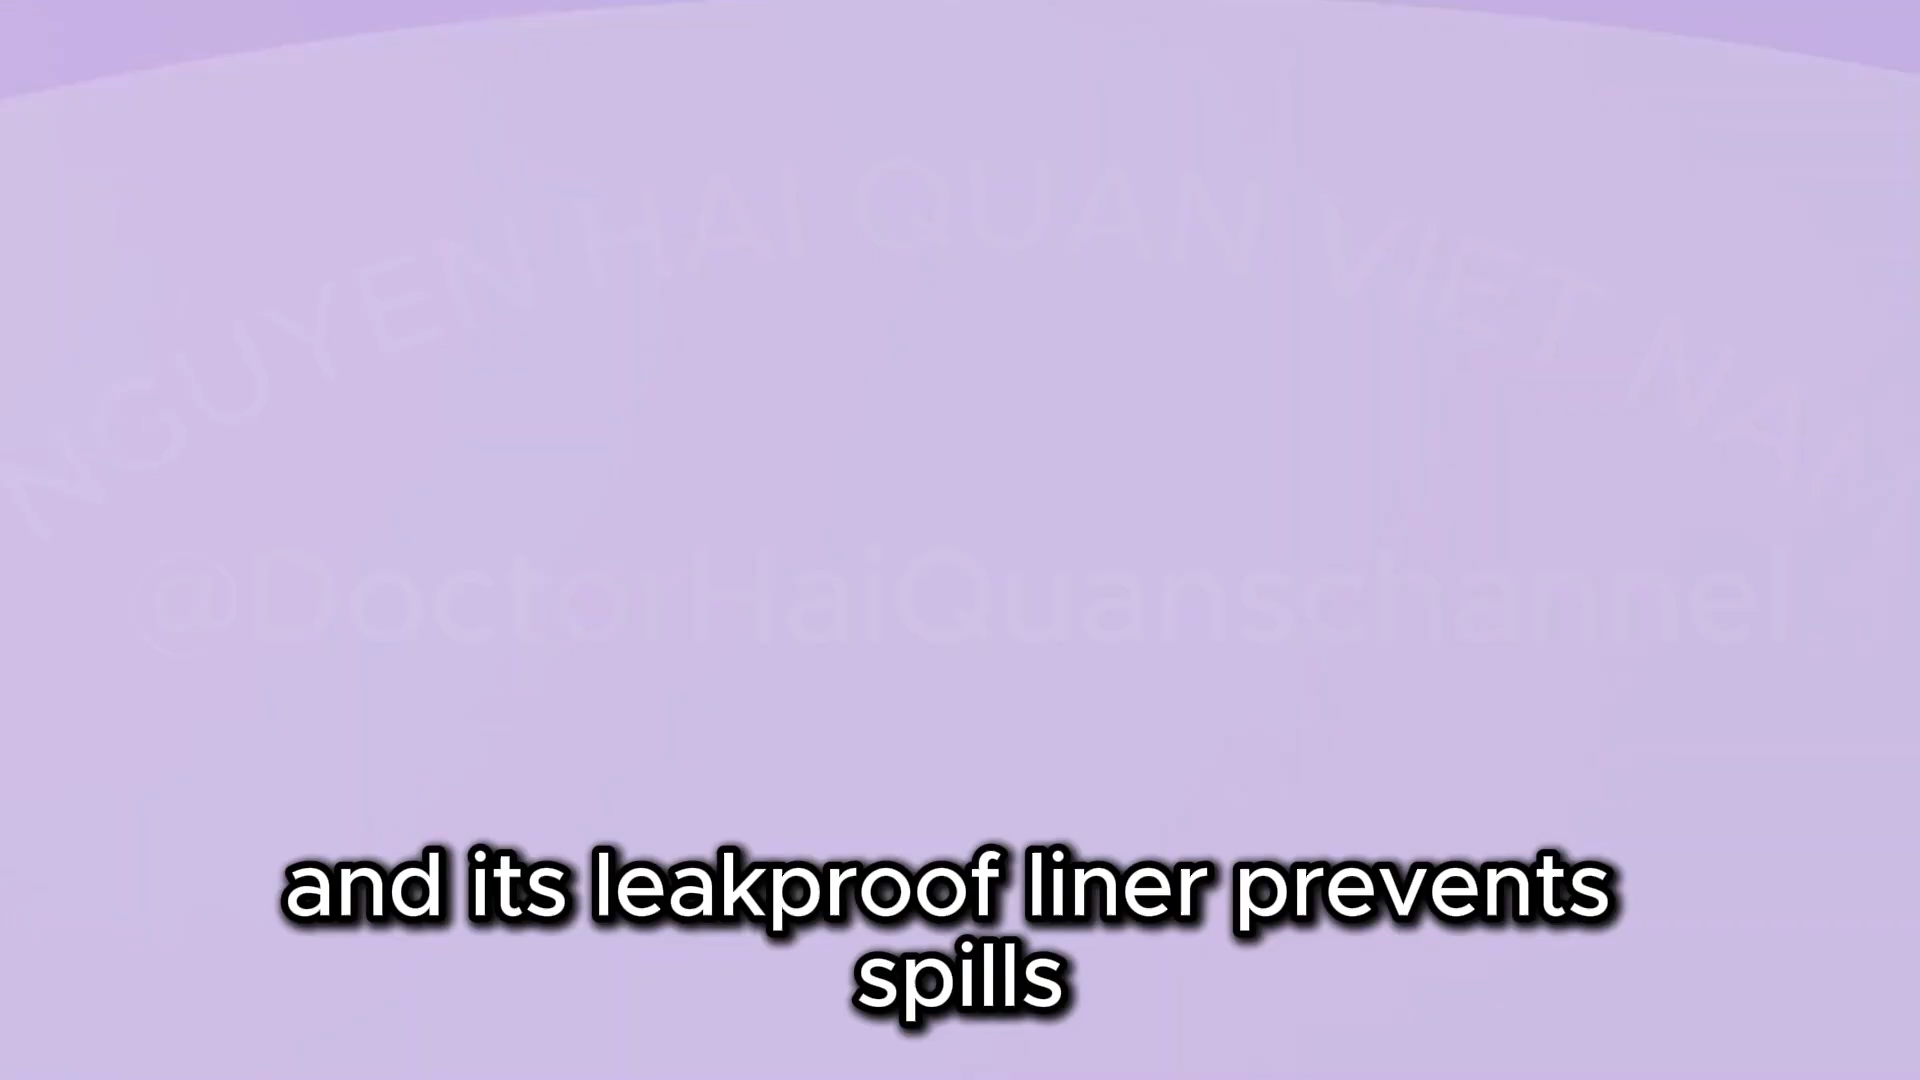 NGUYEN HAI QUAN VIET NAM
@DoctorHaiQuanschannel
and its leakproof liner prevents
spills